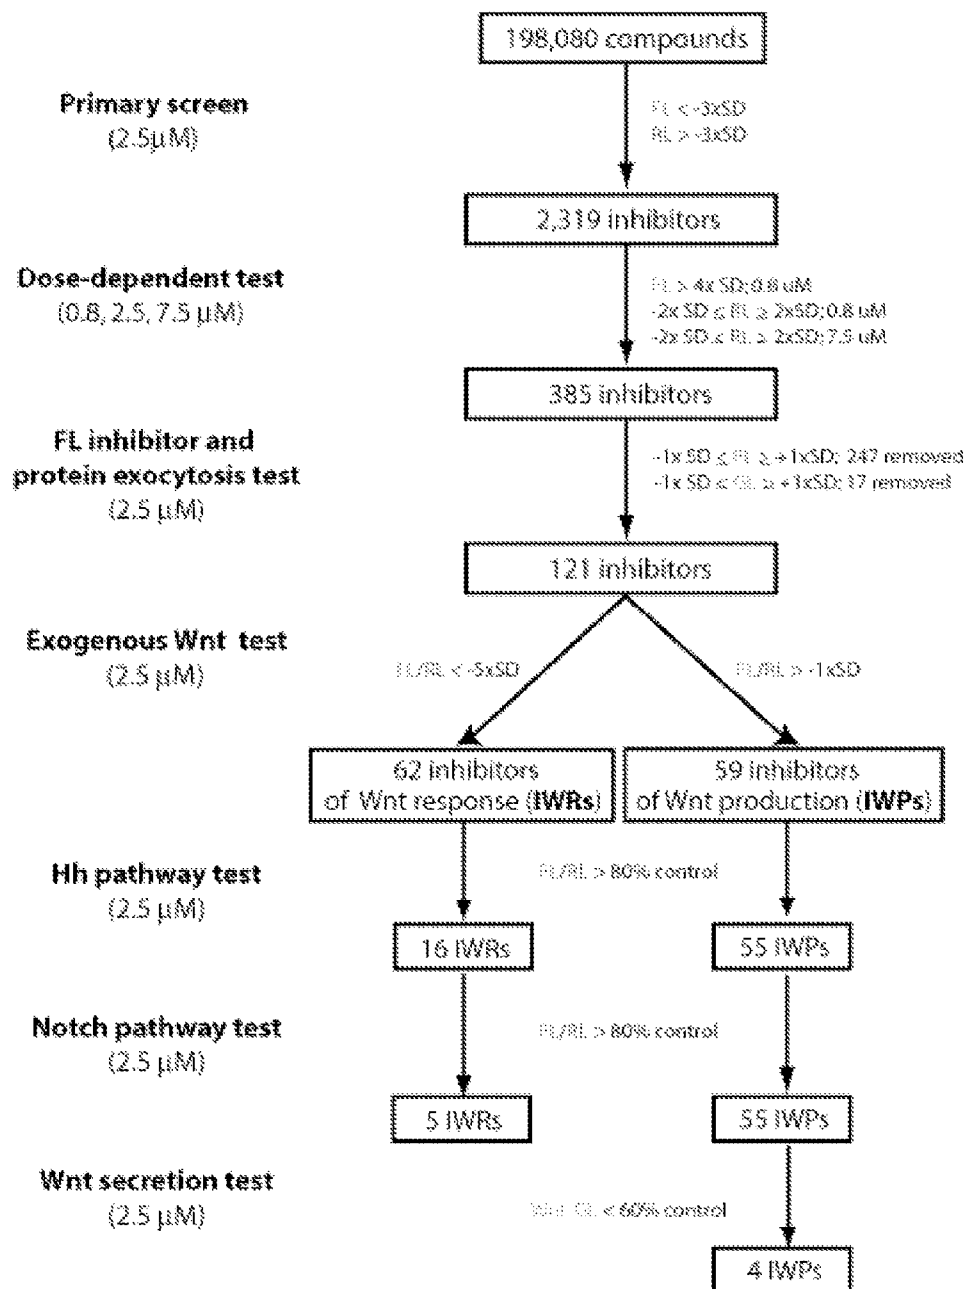 198,080 compounds
Primary screen
(2.5μM)
FL < -3xSD
RL > -3xSD
2,319 inhibitors
Dose-dependent test
(0.8, 2.5, 7.5 μM)
FL > 4x SD; 0.8 uM
-2x SD ≤ RL ≥ 2xSD; 0.8 uM
-2x SD ≤ RL ≥ 2xSD; 7.5 uM
385 inhibitors
FL inhibitor and
protein exocytosis test
(2.5 μM)
-1x SD ≤ FL ≥ +1xSD; 247 removed
-1x SD ≤ GL ≥ +1xSD; 17 removed
121 inhibitors
Exogenous Wnt test
(2.5 μM)
FL/RL < -5xSD
FL/RL > -1xSD
62 inhibitors
of Wnt response (IWRs)
59 inhibitors
of Wnt production (IWPs)
Hh pathway test
(2.5 μM)
FL/RL > 80% control
16 IWRs
55 IWPs
Notch pathway test
(2.5 μM)
FL/RL > 80% control
5 IWRs
55 IWPs
Wnt secretion test
(2.5 μM)
Wnt-GL < 60% control
4 IWPs